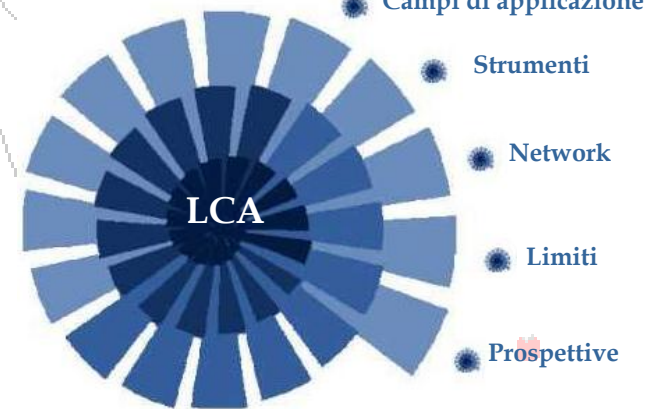 Campi di applicazione
Strumenti
Network
LCA
Limiti
Prospettive